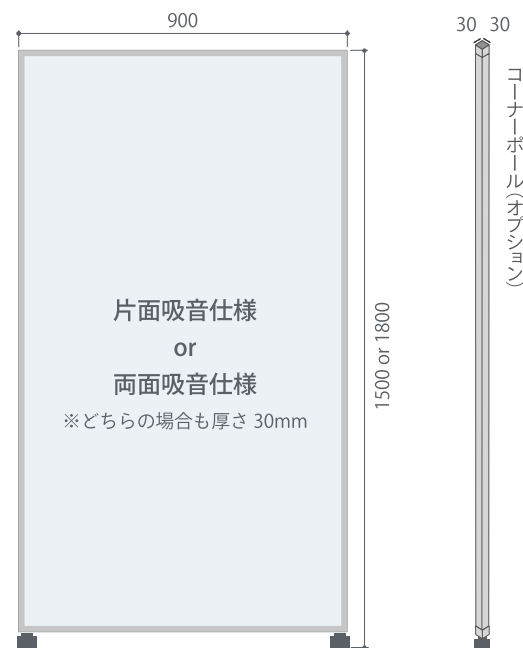 900
30 30
コーナーポール(オプション)
片面吸音仕様
or
両面吸音仕様
※どちらの場合も厚さ 30mm
1500 or 1800